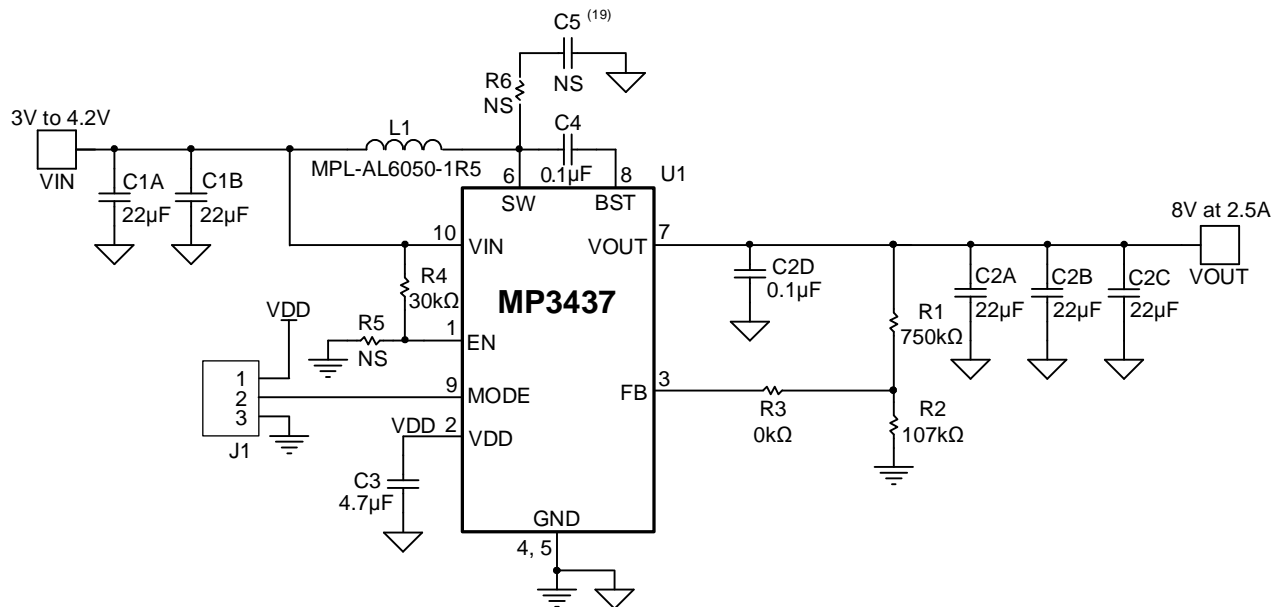 C5 (19)
NS
R6
NS
3V to 4.2V
VIN
C1A
22µF
C1B
22µF
L1
MPL-AL6050-1R5
C4
0.1µF
6
8
U1
SW
BST
10
VIN
VOUT
7
8V at 2.5A
VOUT
R4
30kΩ
MP3437
C2D
0.1µF
C2A
22µF
C2B
22µF
C2C
22µF
R1
750kΩ
VDD
R5
NS
1
EN
1
2
3
J1
9
MODE
FB
3
R3
0kΩ
R2
107kΩ
VDD
2
VDD
C3
4.7µF
GND
4, 5